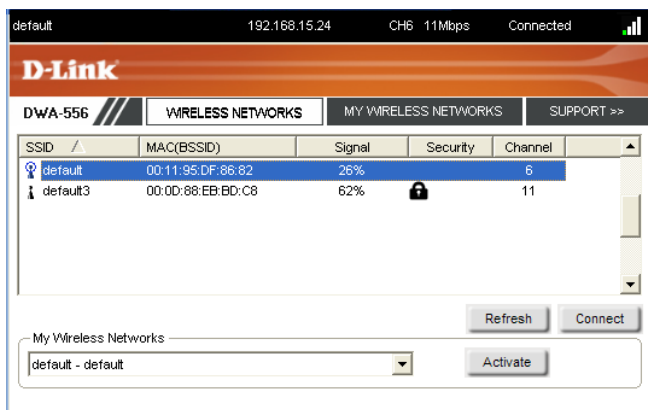 default 192.168.15.24 CH6 11Mbps Connected
D-Link
DWA-556 WIRELESS NETWORKS MY WIRELESS NETWORKS SUPPORT >>
SSID MAC(BSSID) Signal Security Channel
default 00:11:95:DF:86:82 26% 6
default3 00:0D:88:EB:BD:C8 62% 11
Refresh Connect
My Wireless Networks
default - default Activate